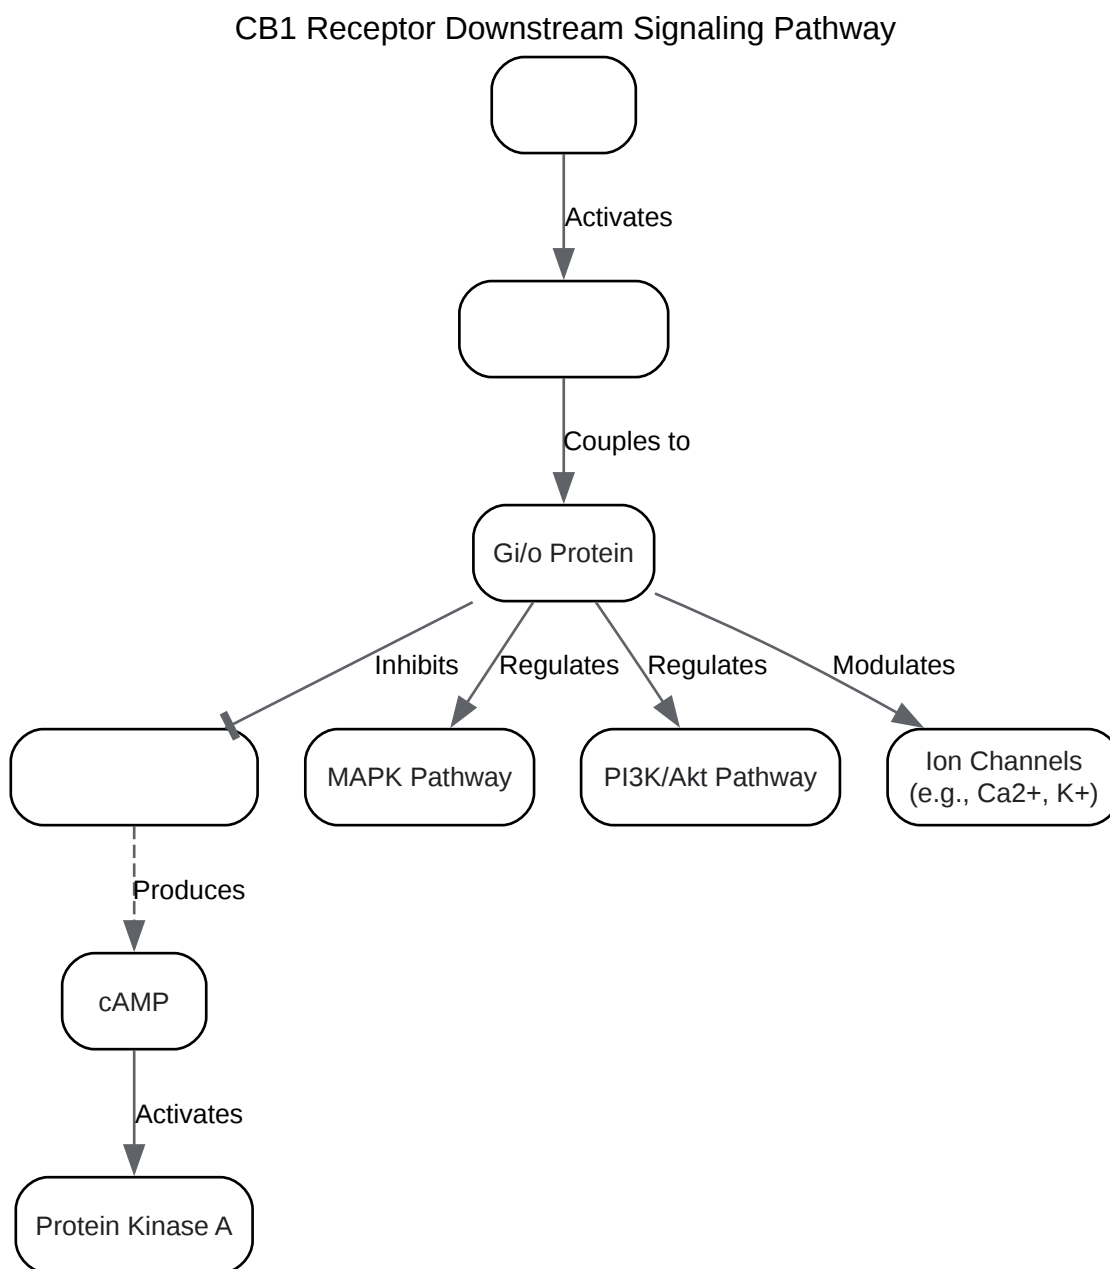 CB1 Receptor Downstream Signaling Pathway
Activates
Couples to
Gi/o Protein
Inhibits
Regulates
Regulates
Modulates
MAPK Pathway
PI3K/Akt Pathway
Ion Channels
(e.g., Ca2+, K+)
Produces
cAMP
Activates
Protein Kinase A